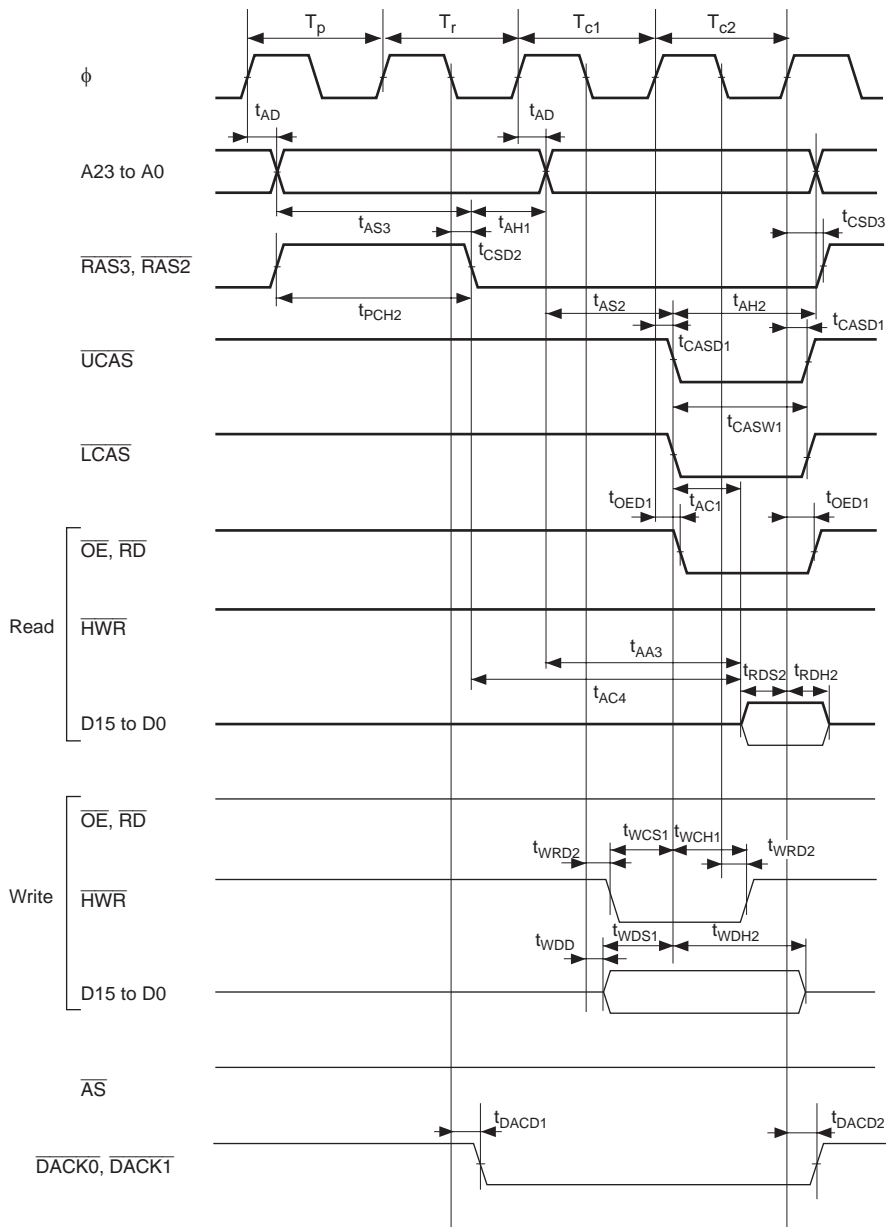 Tp Tr Tc1 Tc2
φ
tAD tAD
A23 to A0
tAS3 tAH1 tCSD3
tCSD2
RAS3, RAS2
tPCH2 tAS2 tAH2
tCASD1 tCASD1
UCAS
tCASW1
LCAS
tOED1 tAC1 tOED1
OE, RD
Read
HWR
tAA3
tRDS2 tRDH2
tAC4
D15 to D0
OE, RD
tWCS1 tWCH1
tWRD2 tWRD2
Write
HWR
tWDS1 tWDH2
tWDD
D15 to D0
AS
tDACD1 tDACD2
DACK0, DACK1